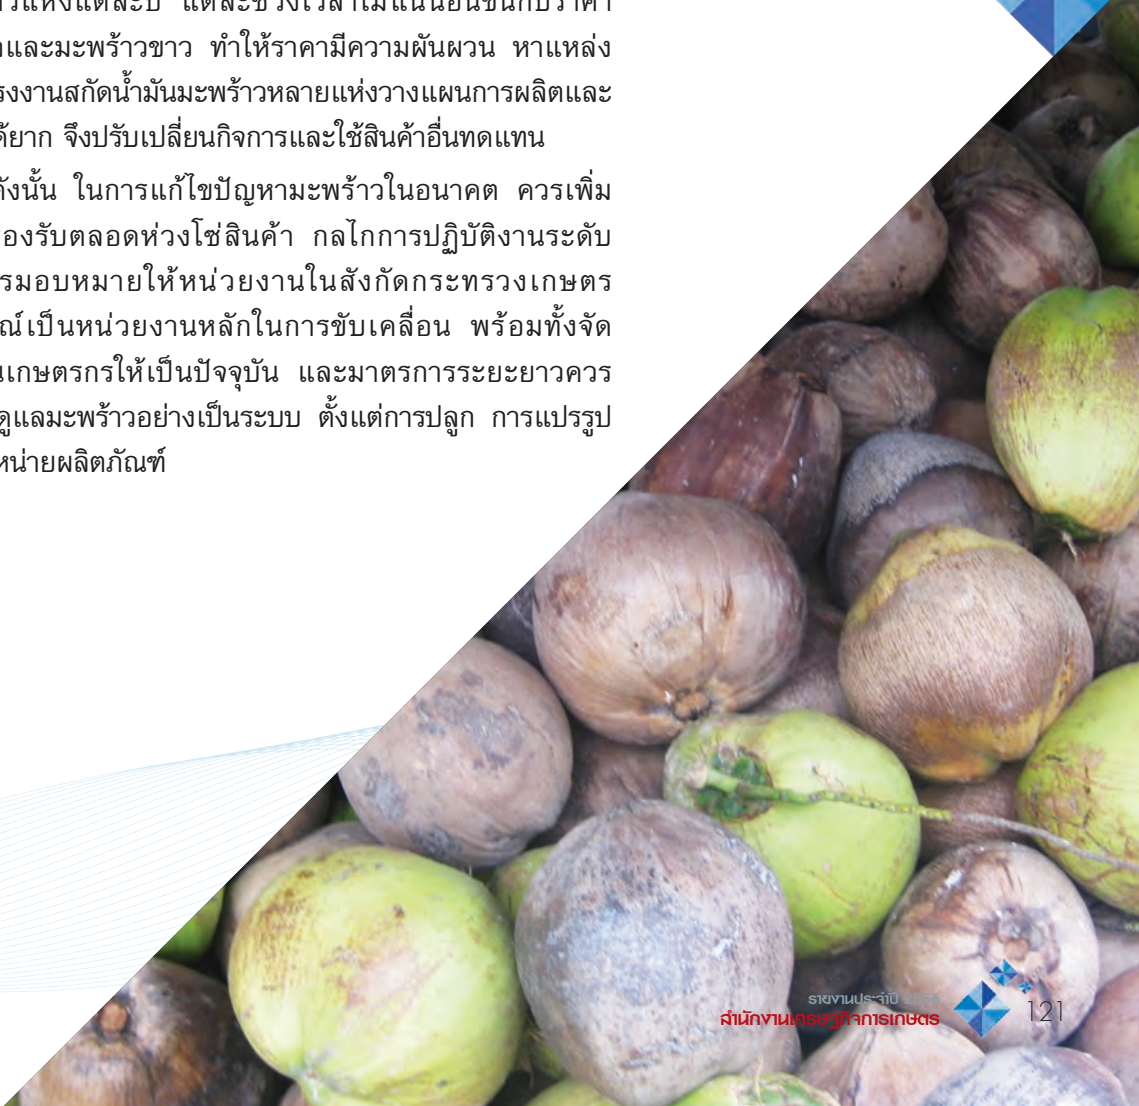 แห่งแต่ละปี แต่ละช่วงเวลาไม่แน่นอนขึ้นกับราคา
และมะพร้าวขาว ทำให้ราคามีความผันผวน หาแหล่ง
รงงานสกัดน้ำมันมะพร้าวหลายแห่งวางแผนการผลิตและ
ด้ยาก จึงปรับเปลี่ยนกิจการและใช้สินค้าอื่นทดแทน
ดังนั้น ในการแก้ไขปัญหามะพร้าวในอนาคต ควรเพิ่ม
องรับตลอดห่วงโซ่สินค้า กลไกการปฏิบัติงานระดับ
รมอบหมายให้หน่วยงานในสังกัดกระทรวงเกษตร
ณ์เป็นหน่วยงานหลักในการขับเคลื่อน พร้อมทั้งจัด
นเกษตรกรให้เป็นปัจจุบัน และมาตรการระยะยาวควร
ดูแลมะพร้าวอย่างเป็นระบบ ตั้งแต่การปลูก การแปรรูป
หน่ายผลิตภัณฑ์
รายงานประจำปี
สำนักงานเศรษฐกิจการเกษตร
121